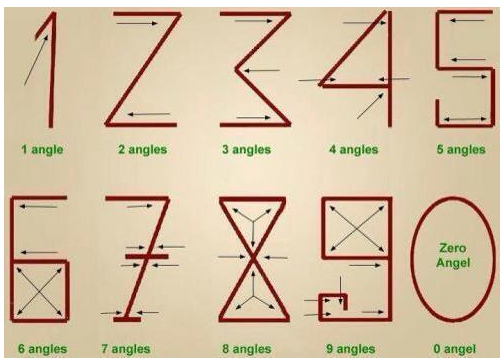 1 angle
2 angles
3 angles
4 angles
5 angles
Zero
Angel
6 angles
7 angles
8 angles
9 angles
0 angel